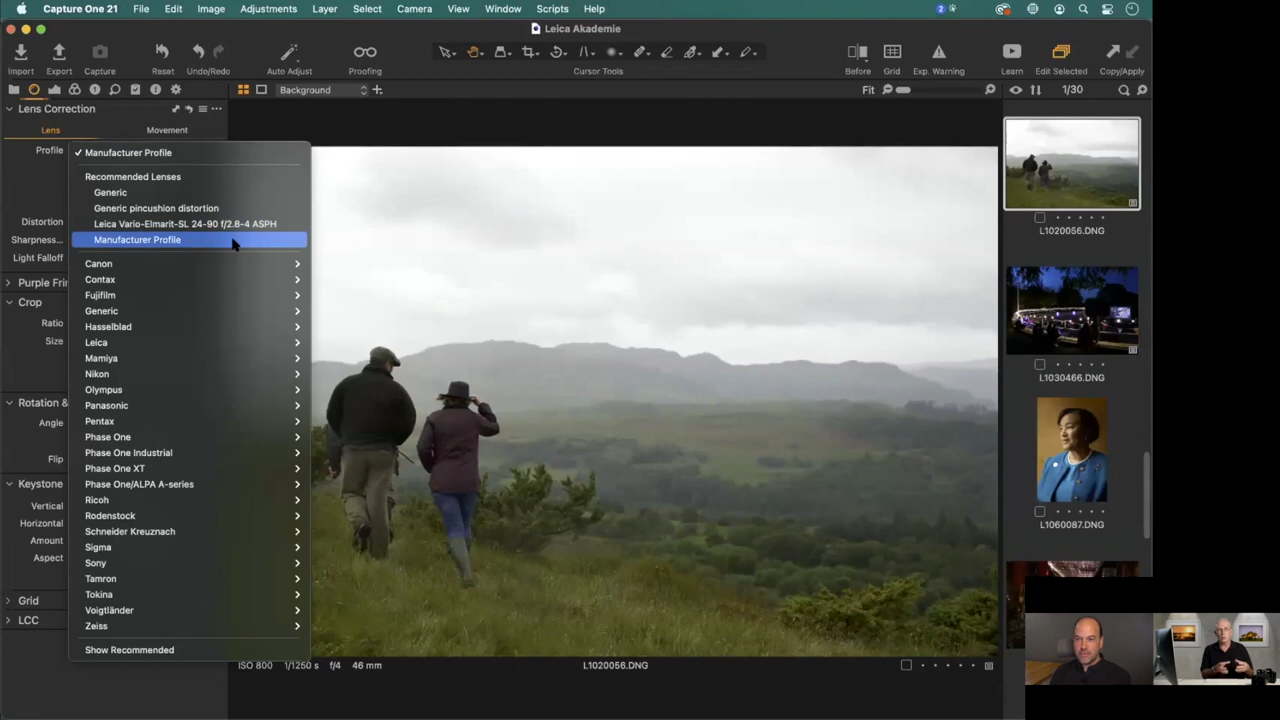 Capture One 21 File Edit Image Adjustments Layer Select Camera View Window Scripts Help 2
Leica Akademie
Import Export Capture Reset Undo/Redo Auto Adjust Proofing Cursor Tools Before Grid Exp. Warning Learn Edit Selected Copy/Apply
Background Fit 1/30
Lens Correction
Lens Movement
Profile
Manufacturer Profile
Recommended Lenses
Generic
Generic pincushion distortion
Distortion
Leica Vario-Elmarit-SL 24-90 f/2.8-4 ASPH
Sharpness...
Manufacturer Profile
Light Falloff
Canon
Contax
Purple Frin
Fujifilm
Crop
Generic
Ratio
Hasselblad
Size
Leica
Mamiya
Nikon
Olympus
Rotation &
Panasonic
Angle
Pentax
Phase One
Phase One Industrial
Flip
Phase One XT
Keystone
Phase One/ALPA A-series
Vertical
Ricoh
Horizontal
Rodenstock
Amount
Schneider Kreuznach
Aspect
Sigma
Sony
Tamron
Grid
Tokina
LCC
Voigtländer
Zeiss
Show Recommended
ISO 800 1/1250 s f/4 46 mm L1020056.DNG
L1020056.DNG
L1030466.DNG
L1060087.DNG